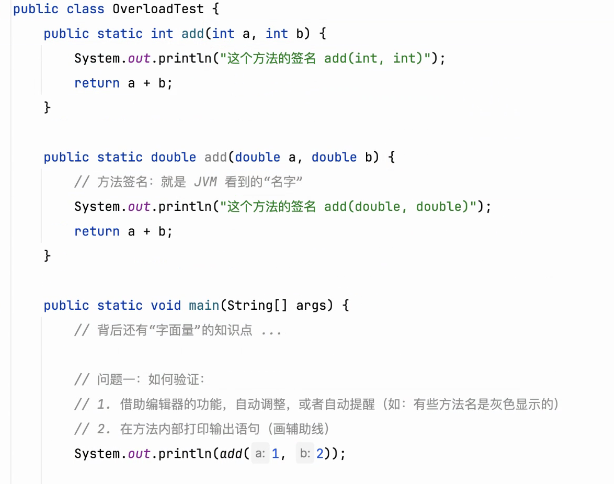 public class OverloadTest {
public static int add(int a, int b) {
System.out.println("这个方法的签名 add(int, int)");
return a + b;
}
public static double add(double a, double b) {
// 方法签名：就是 JVM 看到的“名字”
System.out.println("这个方法的签名 add(double, double)");
return a + b;
}
public static void main(String[] args) {
// 背后还有“字面量”的知识点 ...
// 问题一：如何验证：
// 1. 借助编辑器的功能，自动调整，或者自动提醒（如：有些方法名是灰色显示的）
// 2. 在方法内部打印输出语句（画辅助线）
System.out.println(add( a: 1, b: 2));